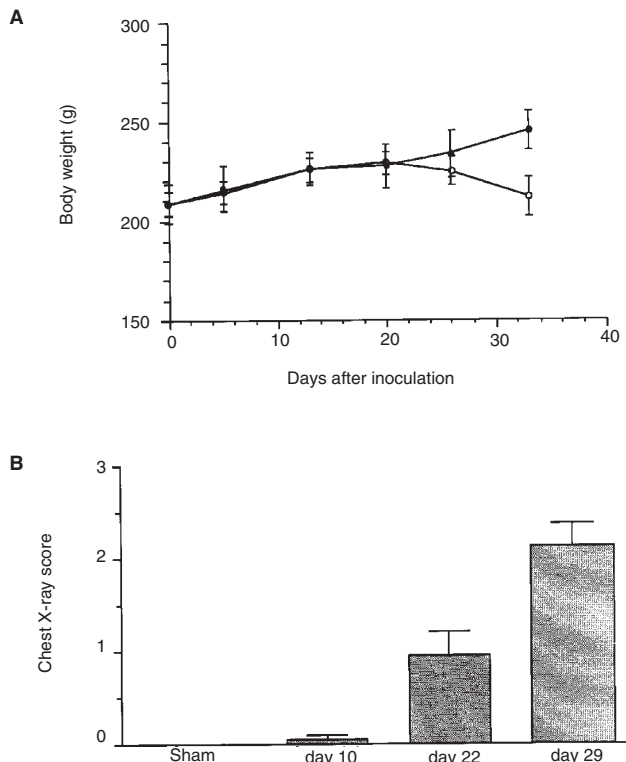 A
300
250
200
150
Body weight (g)
0 10 20 30 40
Days after inoculation
B
3
2
1
0
Chest X-ray score
Sham day 10 day 22 day 29